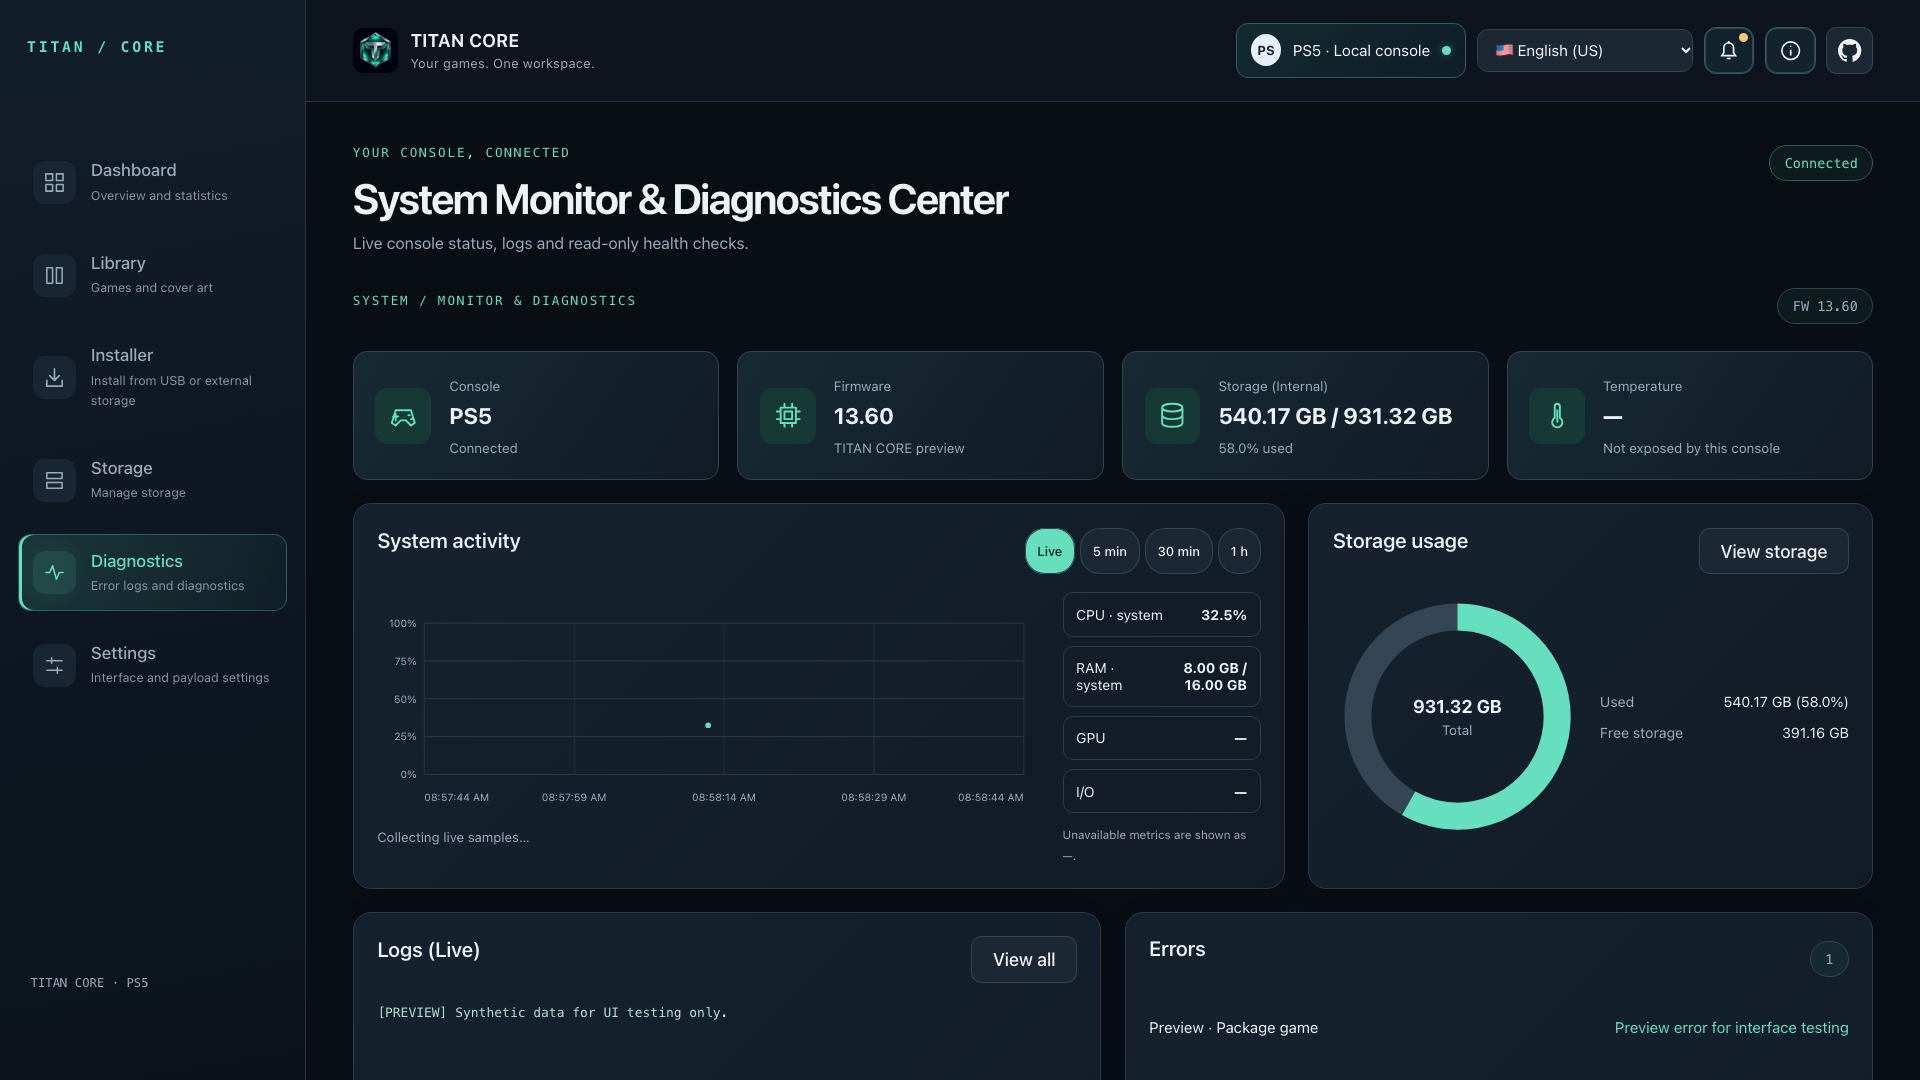 TITAN / CORE
Dashboard
Overview and statistics
Library
Games and cover art
Installer
Install from USB or external
storage
Storage
Manage storage
Diagnostics
Error logs and diagnostics
Settings
Interface and payload settings
TITAN CORE · PS5
TITAN CORE
Your games. One workspace.
PS PS5 · Local console
English (US)
YOUR CONSOLE, CONNECTED
System Monitor & Diagnostics Center
Live console status, logs and read-only health checks.
Connected
SYSTEM / MONITOR & DIAGNOSTICS
FW 13.60
Console
PS5
Connected
Firmware
13.60
TITAN CORE preview
Storage (Internal)
540.17 GB / 931.32 GB
58.0% used
Temperature
—
Not exposed by this console
System activity
Live 5 min 30 min 1 h
100%
75%
50%
25%
0%
08:57:44 AM 08:57:59 AM 08:58:14 AM 08:58:29 AM 08:58:44 AM
Collecting live samples…
CPU · system 32.5%
RAM · 8.00 GB /
system 16.00 GB
GPU —
I/O —
Unavailable metrics are shown as
—.
Storage usage
View storage
931.32 GB
Total
Used 540.17 GB (58.0%)
Free storage 391.16 GB
Logs (Live)
View all
[PREVIEW] Synthetic data for UI testing only.
Errors
1
Preview · Package game Preview error for interface testing